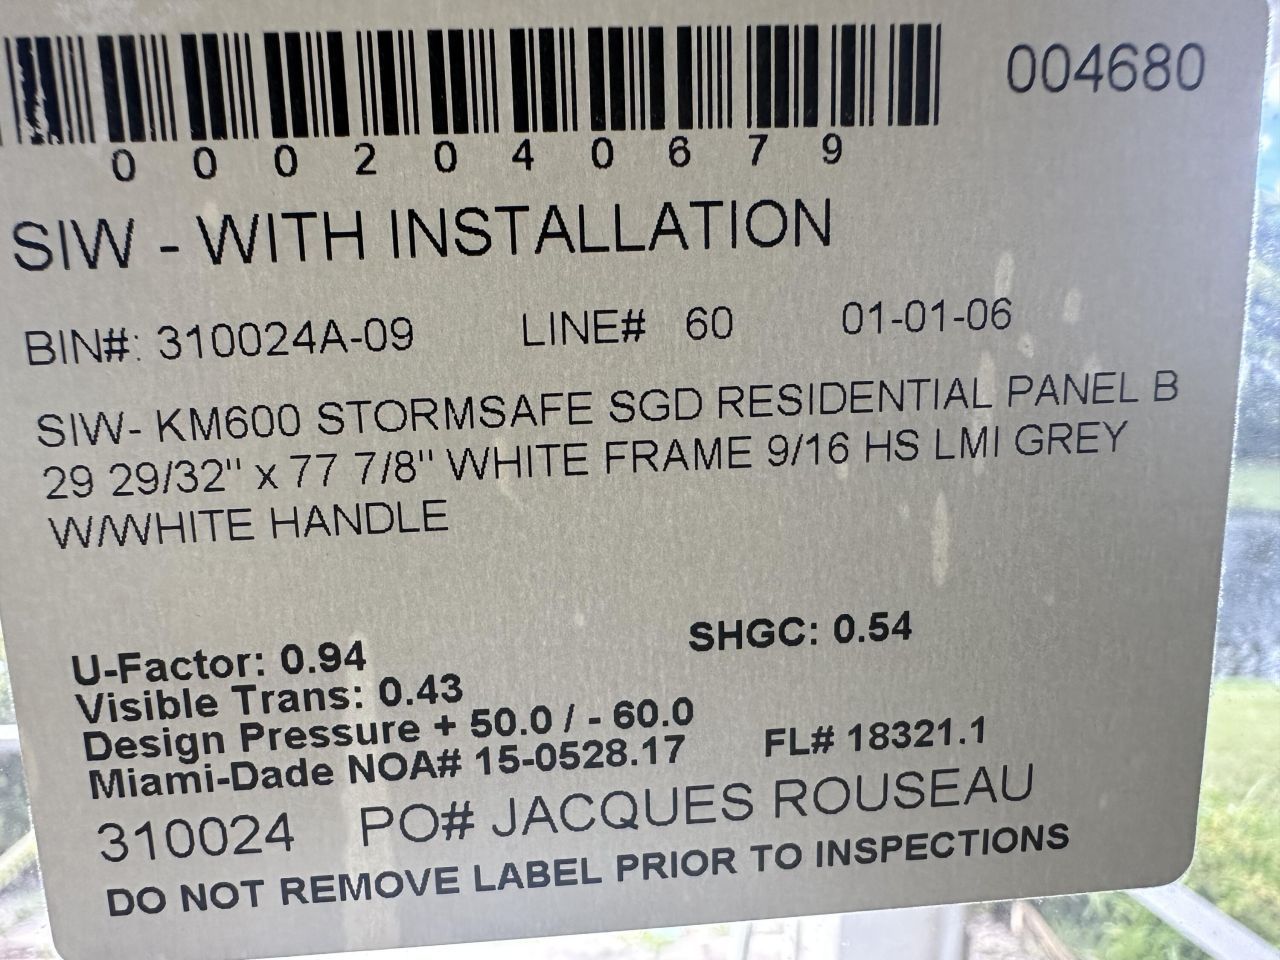 004680
0 0 0 2 0 4 0 6 7 9
SIW - WITH INSTALLATION
BIN#: 310024A-09 LINE# 60 01-01-06
SIW- KM600 STORMSAFE SGD RESIDENTIAL PANEL B
29 29/32" x 77 7/8" WHITE FRAME 9/16 HS LMI GREY
W/WHITE HANDLE
U-Factor: 0.94 SHGC: 0.54
Visible Trans: 0.43
Design Pressure + 50.0 / - 60.0
Miami-Dade NOA# 15-0528.17 FL# 18321.1
310024 PO# JACQUES ROUSEAU
DO NOT REMOVE LABEL PRIOR TO INSPECTIONS